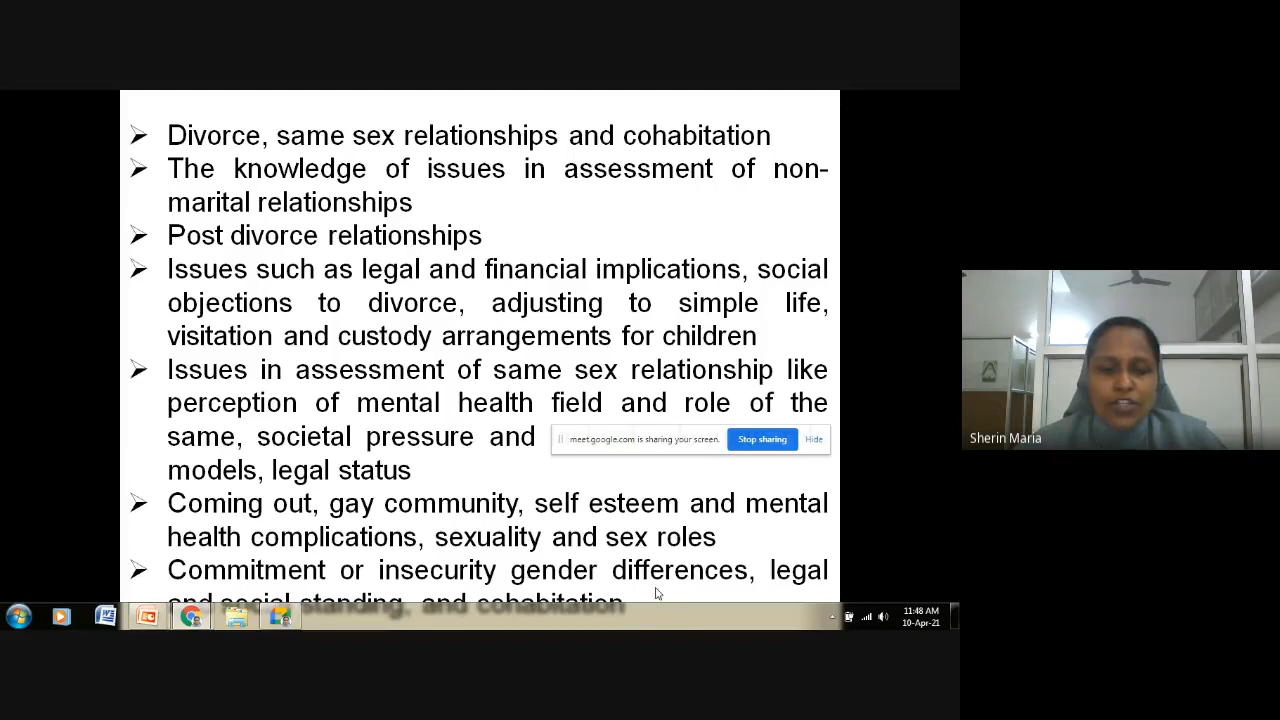 ➢ Divorce, same sex relationships and cohabitation
➢ The knowledge of issues in assessment of non-
marital relationships
➢ Post divorce relationships
➢ Issues such as legal and financial implications, social
objections to divorce, adjusting to simple life,
visitation and custody arrangements for children
➢ Issues in assessment of same sex relationship like
perception of mental health field and role of the
same, societal pressure and
models, legal status
➢ Coming out, gay community, self esteem and mental
health complications, sexuality and sex roles
➢ Commitment or insecurity gender differences, legal
and social standing, and cohabitation
meet.google.com is sharing your screen.
Stop sharing
Hide
Sherin Maria
11:48 AM
10-Apr-21